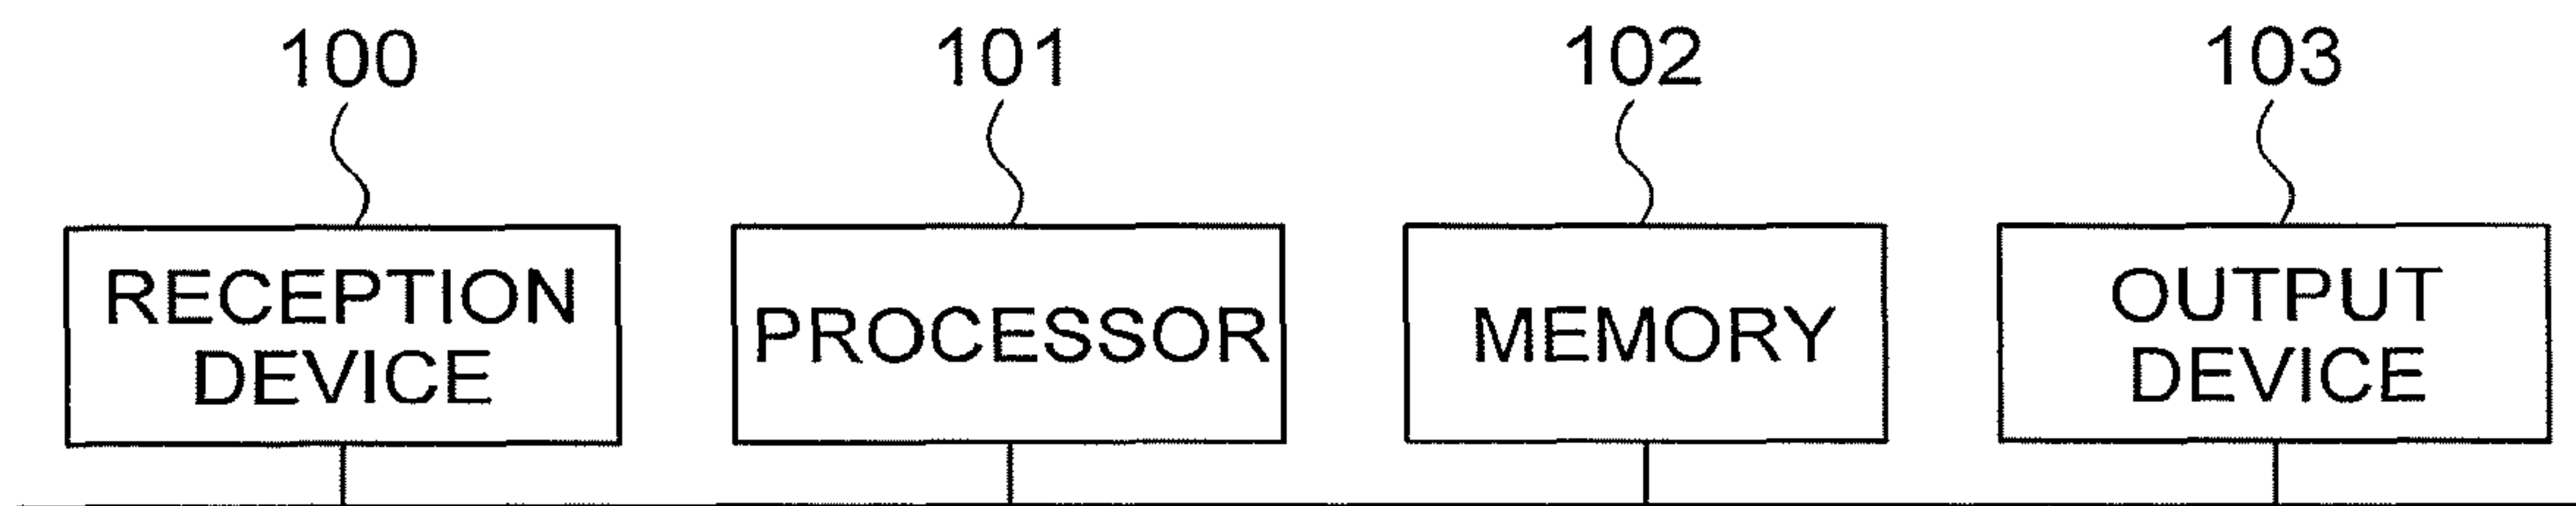 100
101
102
103
RECEPTION
DEVICE
PROCESSOR
MEMORY
OUTPUT
DEVICE